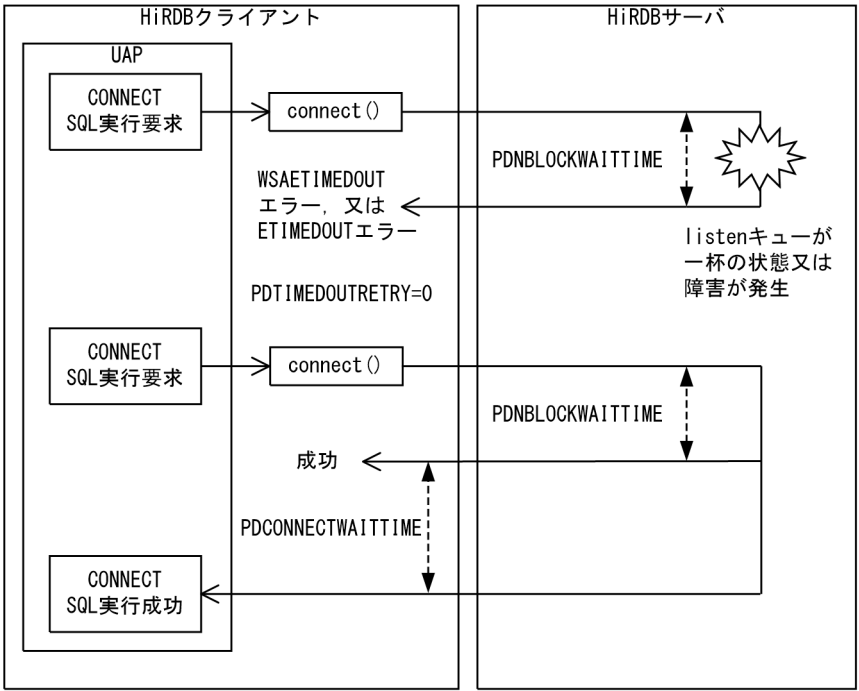 HiRDBクライアント
HiRDBサーバ
UAP
CONNECT
SQL実行要求
connect()
PDNBLOCKWAITTIME
WSAETIMEDOUT
エラー，又は
ETIMEDOUTエラー
listenキューが
一杯の状態又は
障害が発生
PDTIMEDOUTRETRY=0
CONNECT
SQL実行要求
connect()
PDNBLOCKWAITTIME
成功
PDCONNECTWAITTIME
CONNECT
SQL実行成功